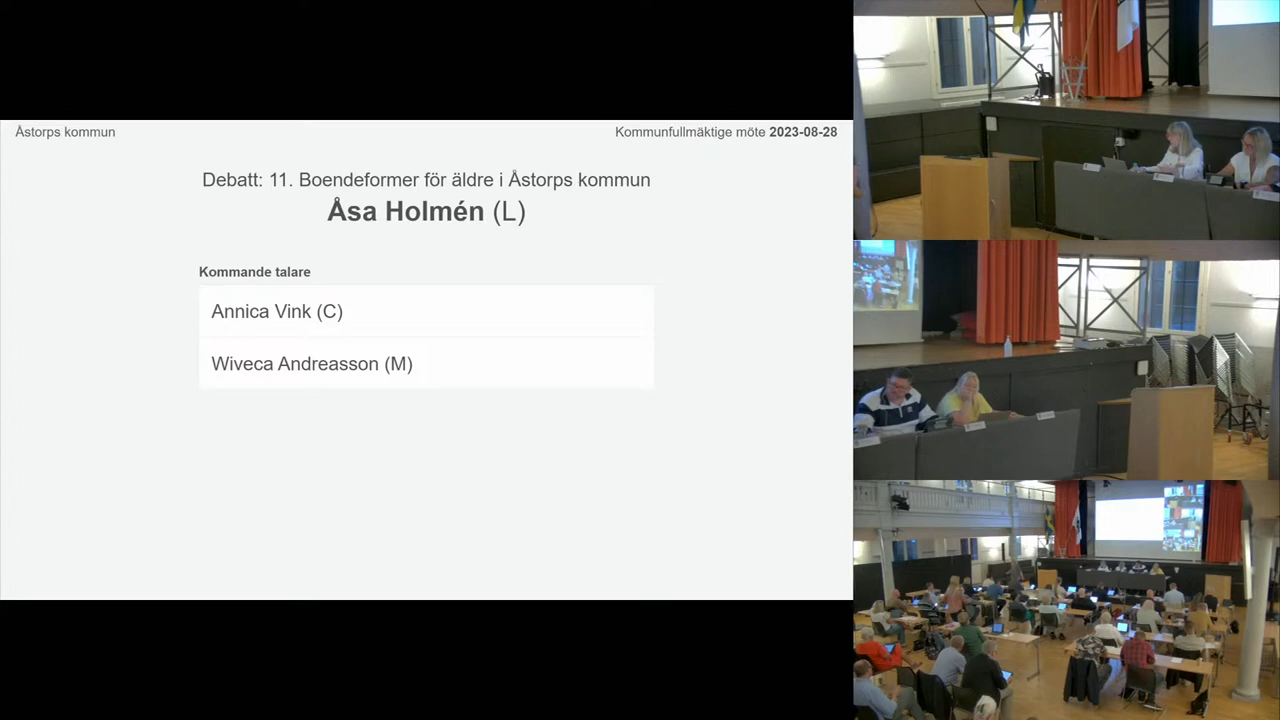 Åstorps kommun
Kommunfullmäktige möte 2023-08-28
Debatt: 11. Boendeformer för äldre i Åstorps kommun
Åsa Holmén (L)
Kommande talare
Annica Vink (C)
Wiveca Andreasson (M)